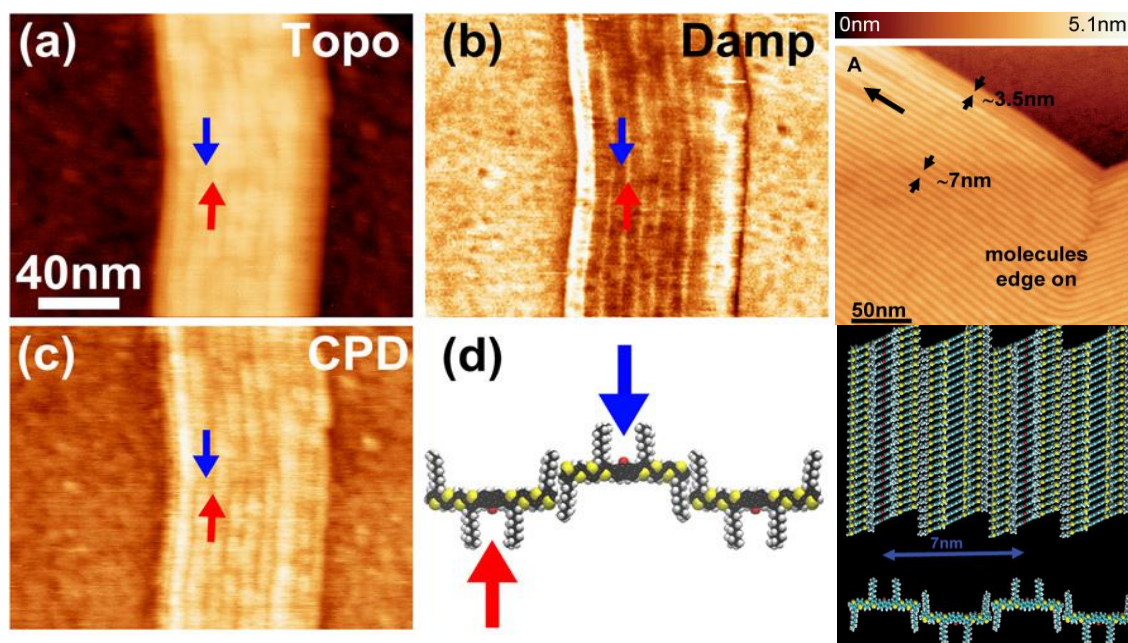 (a) Topo
40nm
(b) Damp
(c) CPD
(d)
0nm 5.1nm
A
~3.5nm
~7nm
molecules
edge on
50nm
7nm